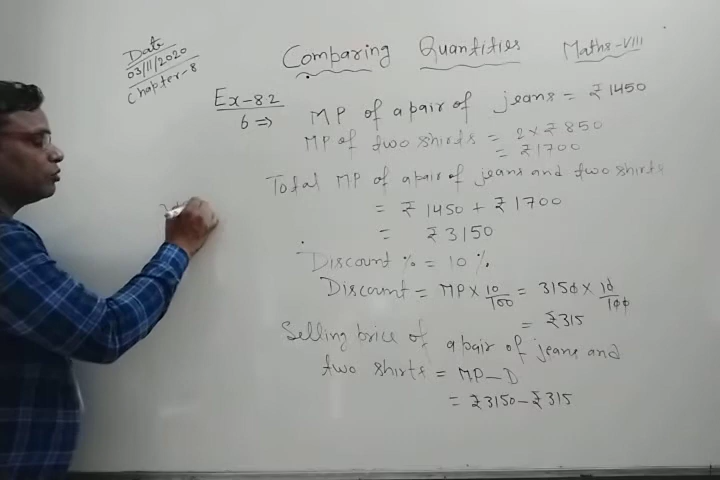 Date
03/11/2020
Chapter-8
Comparing Quantities Maths-VIII
Ex-8.2
6 ⇒ MP of a pair of jeans = ₹1450
MP of two shirts = 2 × ₹850
= ₹1700
Total MP of a pair of jeans and two shirts
= ₹1450 + ₹1700
= ₹3150
Discount % = 10 %
Discount = MP × 10/100 = 3150 × 10/100
= ₹315
Selling price of a pair of jeans and
two shirts = MP - D
= ₹3150 - ₹315